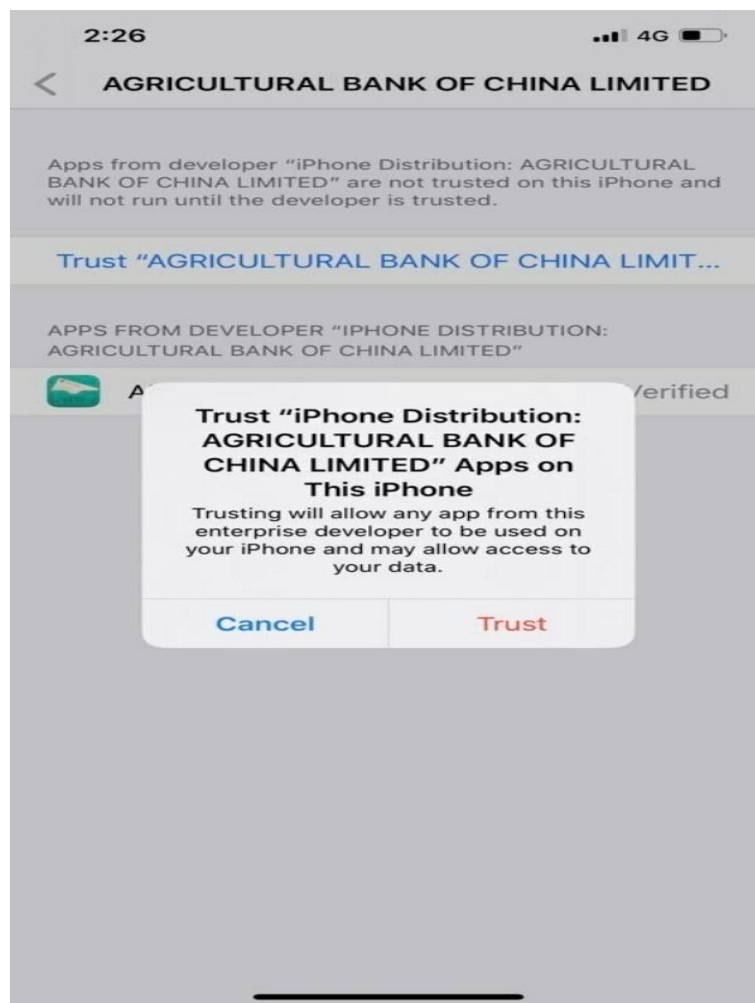 2:26
4G
AGRICULTURAL BANK OF CHINA LIMITED
Apps from developer “iPhone Distribution: AGRICULTURAL
BANK OF CHINA LIMITED” are not trusted on this iPhone and
will not run until the developer is trusted.
Trust “AGRICULTURAL BANK OF CHINA LIMIT...
APPS FROM DEVELOPER “IPHONE DISTRIBUTION:
AGRICULTURAL BANK OF CHINA LIMITED”
Verified
Trust “iPhone Distribution:
AGRICULTURAL BANK OF
CHINA LIMITED” Apps on
This iPhone
Trusting will allow any app from this
enterprise developer to be used on
your iPhone and may allow access to
your data.
Cancel
Trust